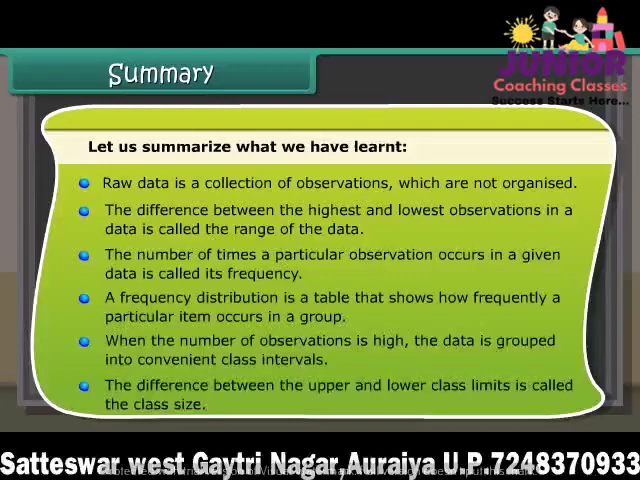 Summary
JUNIOR
Coaching Classes
Success Starts Here...
Let us summarize what we have learnt:
Raw data is a collection of observations, which are not organised.
The difference between the highest and lowest observations in a
data is called the range of the data.
The number of times a particular observation occurs in a given
data is called its frequency.
A frequency distribution is a table that shows how frequently a
particular item occurs in a group.
When the number of observations is high, the data is grouped
into convenient class intervals.
The difference between the upper and lower class limits is called
the class size.
Satteswar west Gaytri Nagar,Auraiya U.P 7248370933